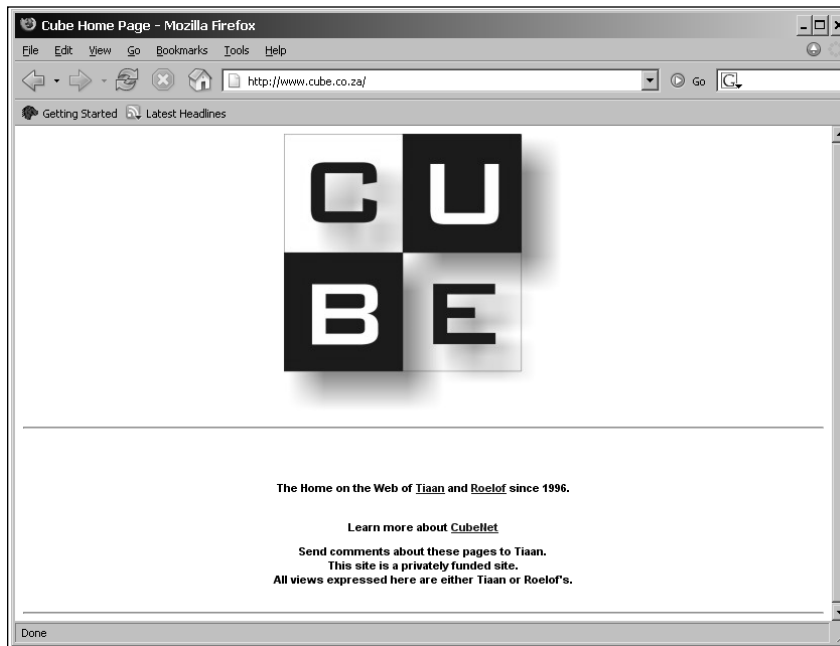 Cube Home Page - Mozilla Firefox
File Edit View Go Bookmarks Tools Help
http://www.cube.co.za/ Go G
Getting Started Latest Headlines
C U
B E
The Home on the Web of Tiaan and Roelof since 1996.
Learn more about CubeNet
Send comments about these pages to Tiaan.
This site is a privately funded site.
All views expressed here are either Tiaan or Roelof's.
Done